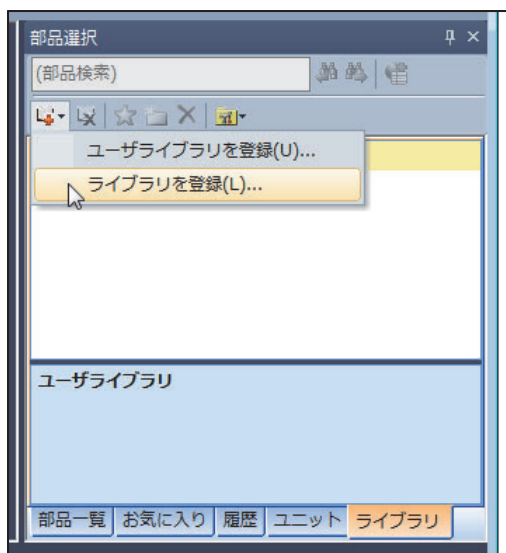 部品選択
(部品検索)
ユーザライブラリを登録(U)...
ライブラリを登録(L)...
ユーザライブラリ
部品一覧 お気に入り 履歴 ユニット ライブラリ